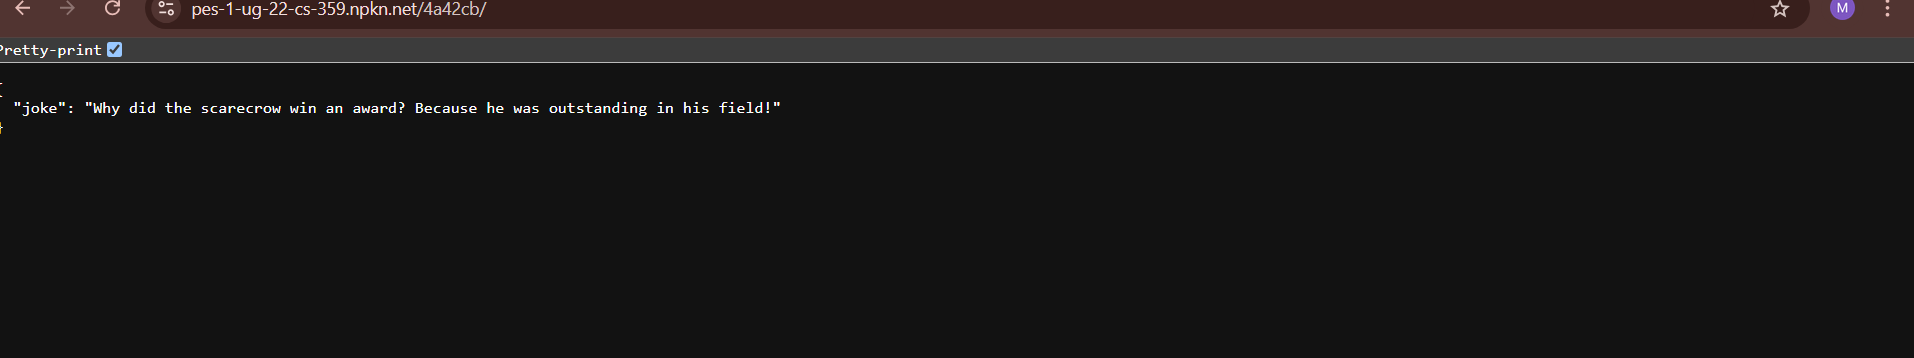 pes-1-ug-22-cs-359.npkn.net/4a42cb/
M
Pretty-print
{
"joke": "Why did the scarecrow win an award? Because he was outstanding in his field!"
}